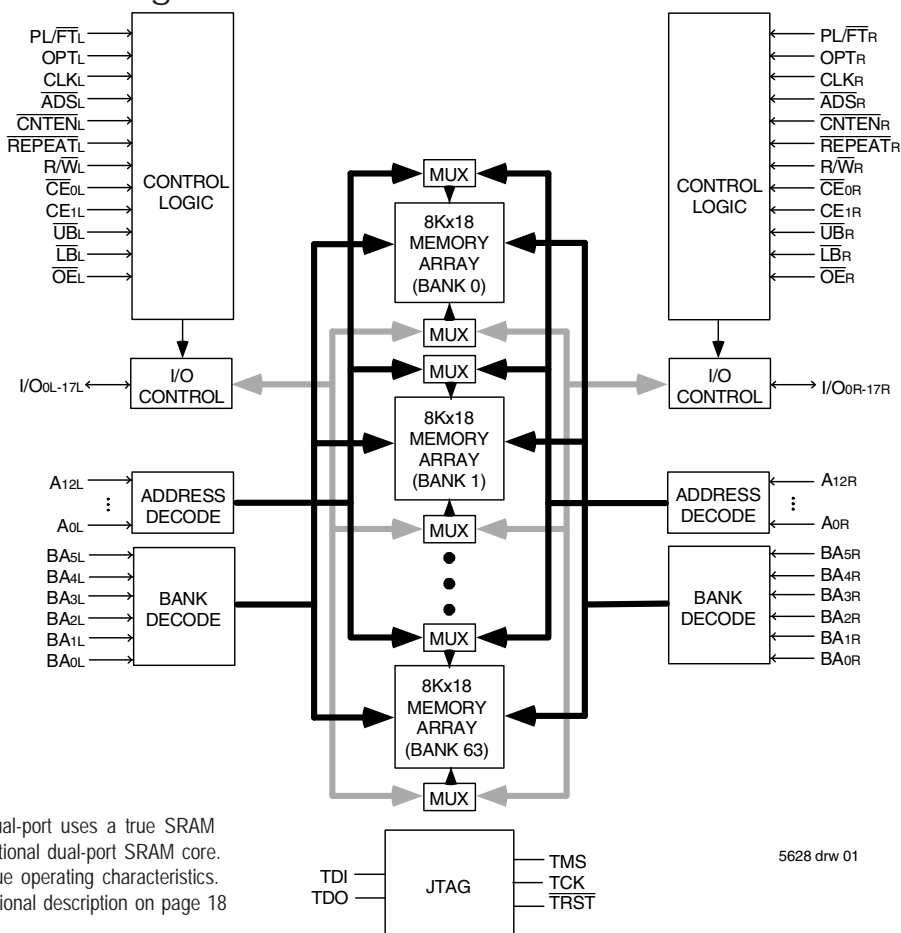 PL/FTL
OPTL
CLKL
ADSL
CNTENL
REPEATL
R/WL
CE0L
CE1L
UBL
LBL
OEL
CONTROL
LOGIC
I/O0L-17L
I/O
CONTROL
A12L
A0L
ADDRESS
DECODE
BA5L
BA4L
BA3L
BA2L
BA1L
BA0L
BANK
DECODE
MUX
8Kx18
MEMORY
ARRAY
(BANK 0)
MUX
MUX
8Kx18
MEMORY
ARRAY
(BANK 1)
MUX
MUX
8Kx18
MEMORY
ARRAY
(BANK 63)
MUX
PL/FTR
OPTR
CLKR
ADSR
CNTENR
REPEATR
R/WR
CE0R
CE1R
UBR
LBR
OER
CONTROL
LOGIC
I/O
CONTROL
I/O0R-17R
ADDRESS
DECODE
A12R
A0R
BANK
DECODE
BA5R
BA4R
BA3R
BA2R
BA1R
BA0R
ual-port uses a true SRAM
tional dual-port SRAM core.
ue operating characteristics.
ional description on page 18
TDI
TDO
JTAG
TMS
TCK
TRST
5628 drw 01